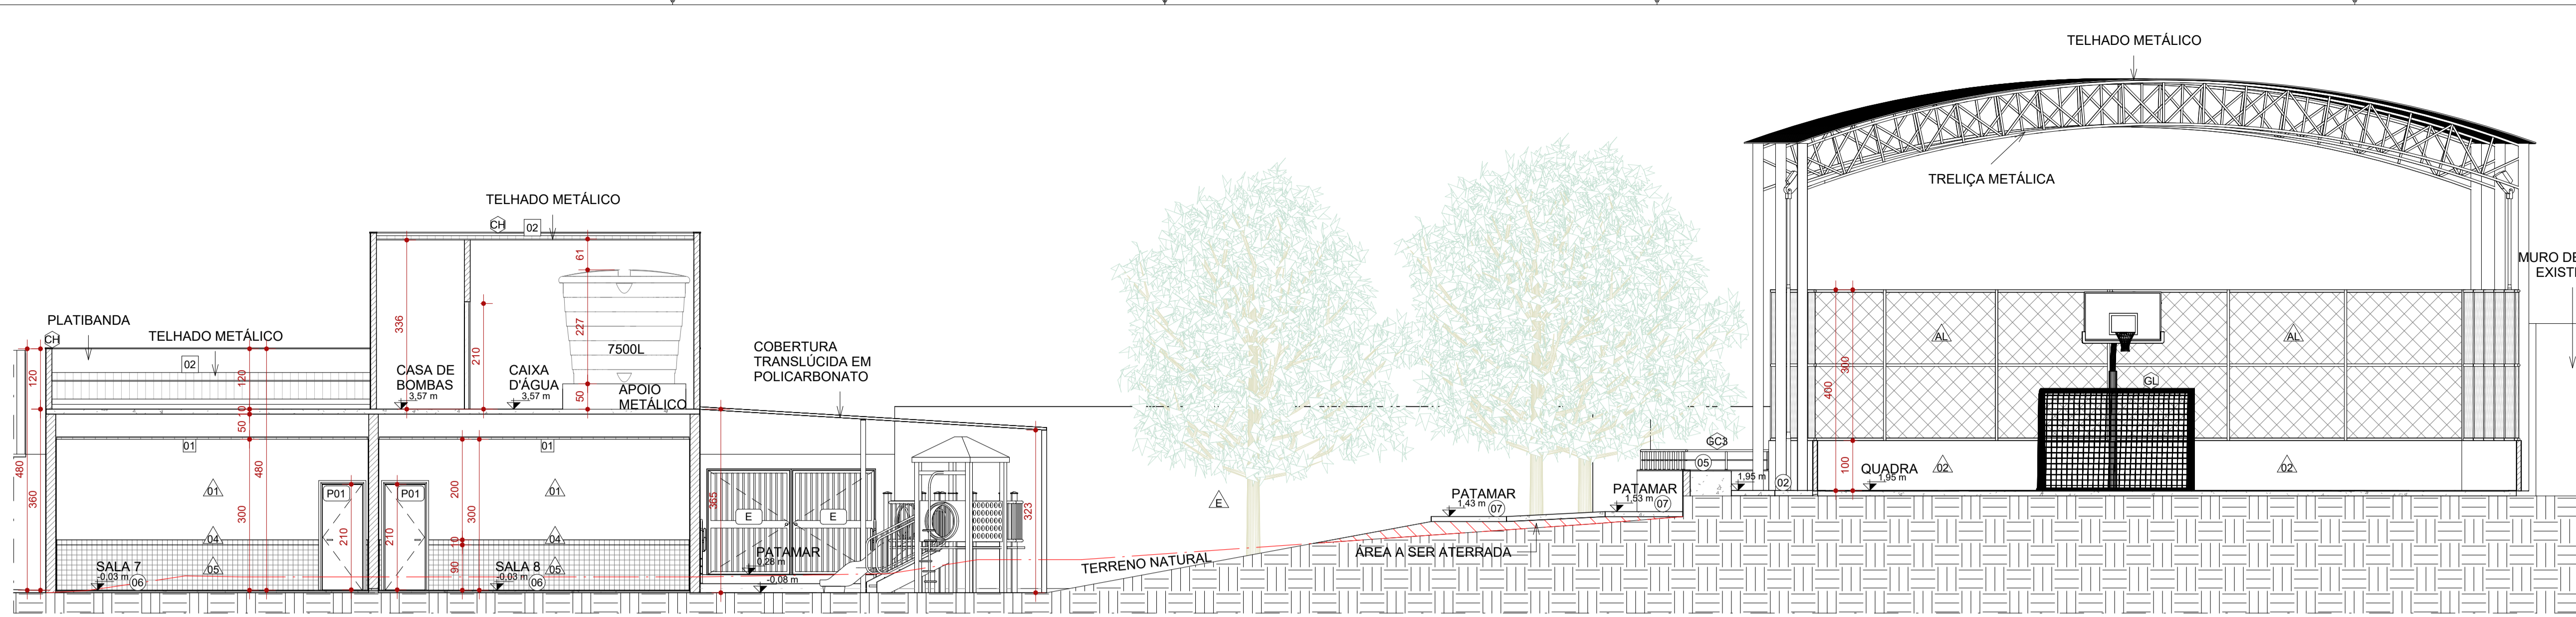 TELHADO METÁLICO
TRELIÇA METÁLICA
TELHADO METÁLICO
CH
02
61
227
7500L
50
336
210
CASA DE
BOMBAS
3,57 m
CAIXA
D'ÁGUA
3,57 m
APOIO
METÁLICO
PLATIBANDA
CH
TELHADO METÁLICO
02
120
120
10
50
480
360
480
300
01
01
01
01
P01
P01
210
210
200
300
10
90
04
04
05
05
SALA 7
-0,03 m
06
SALA 8
-0,03 m
06
COBERTURA
TRANSLÚCIDA EM
POLICARBONATO
365
323
E
E
PATAMAR
0,28 m
-0,08 m
TERRENO NATURAL
E
ÁREA A SER ATERRADA
PATAMAR
1,43 m
07
PATAMAR
1,53 m
07
GC3
05
1,95 m
02
QUADRA
1,95 m
400
300
100
AL
AL
GL
02
02
MURO DE
EXISTI